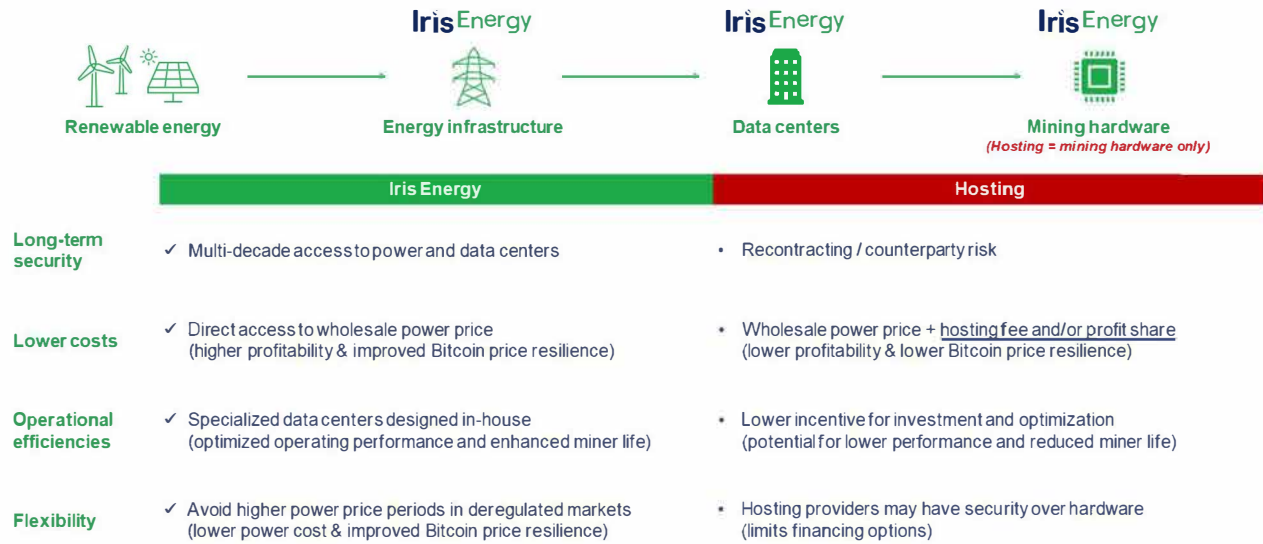 Iris Energy
Iris Energy
Iris Energy
Renewable energy
Energy infrastructure
Data centers
Mining hardware
(Hosting = mining hardware only)
Iris Energy
Hosting
Long-term
security
✓ Multi-decade access to power and data centers
• Recontracting / counterparty risk
Lower costs
✓ Direct access to wholesale power price
(higher profitability & improved Bitcoin price resilience)
• Wholesale power price + hosting fee and/or profit share
(lower profitability & lower Bitcoin price resilience)
Operational
efficiencies
✓ Specialized data centers designed in-house
(optimized operating performance and enhanced miner life)
• Lower incentive for investment and optimization
(potential for lower performance and reduced miner life)
Flexibility
✓ Avoid higher power price periods in deregulated markets
(lower power cost & improved Bitcoin price resilience)
• Hosting providers may have security over hardware
(limits financing options)